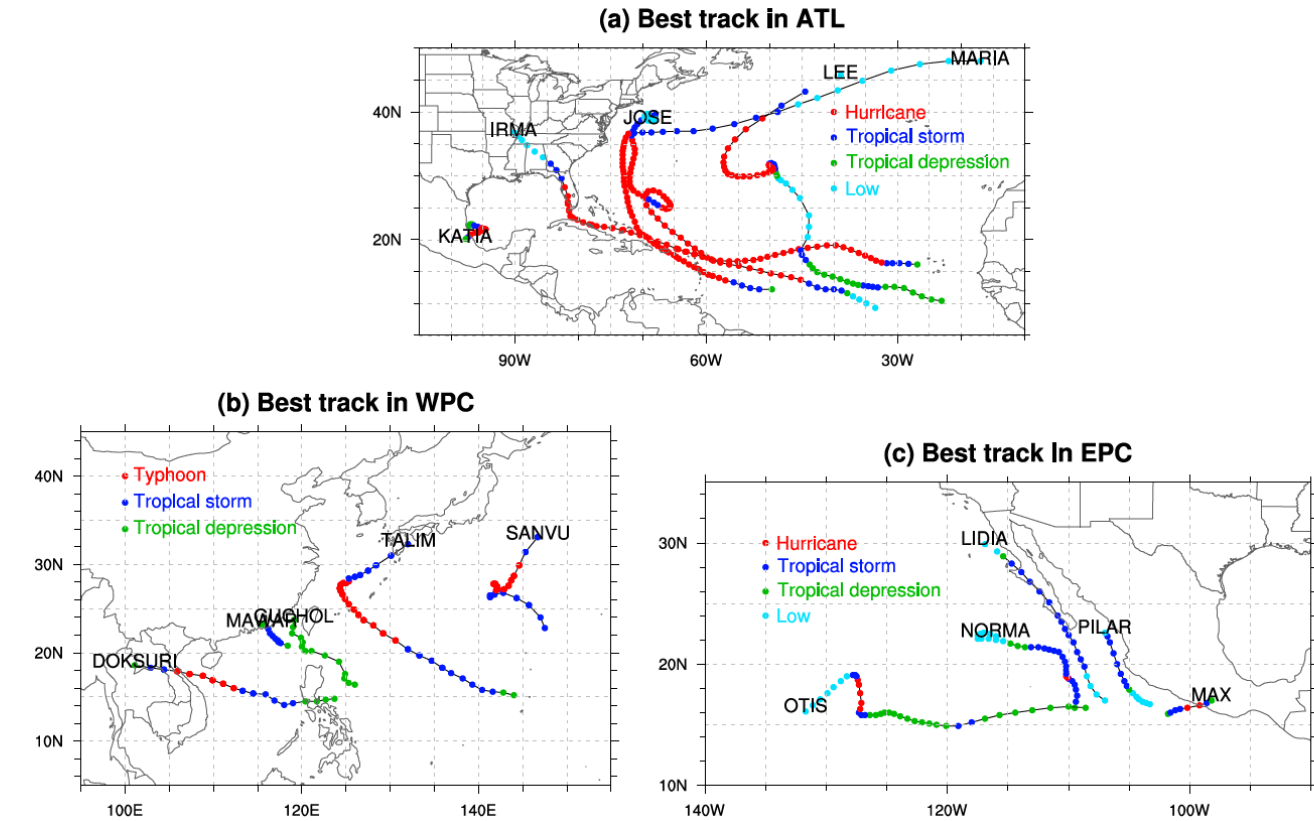 (a) Best track in ATL
MARIA
LEE
40N
JOSE
Hurricane
IRMA
Tropical storm
Tropical depression
Low
20N
KATIA
90W
60W
30W
(b) Best track in WPC
40N
Typhoon
Tropical storm
Tropical depression
TALIM
SANVU
30N
MAWAR
GUCHOL
20N
DOKSURI
10N
100E
120E
140E
(c) Best track In EPC
30N
LIDIA
Hurricane
Tropical storm
Tropical depression
Low
NORMA
PILAR
20N
OTIS
MAX
10N
140W
120W
100W